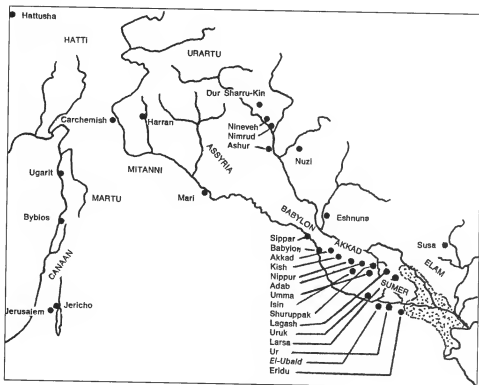 Hattusha
HATTI
URARTU
Dur Sharru-Kin
Carchemish
Harran
Nineveh
Nimrud
Ashur
ASSYRIA
Nuzi
MITANNI
Ugarit
MARTU
Mari
Byblos
BABYLON
Eshnuna
AKKAD
Susa
ELAM
CANAAN
Sippar
Babylon
Akkad
Kish
Nippur
Adab
Umma
Isin
Shuruppak
Lagash
Uruk
Larsa
Ur
El-Ubaid
Eridu
SUMER
Jericho
Jerusalem